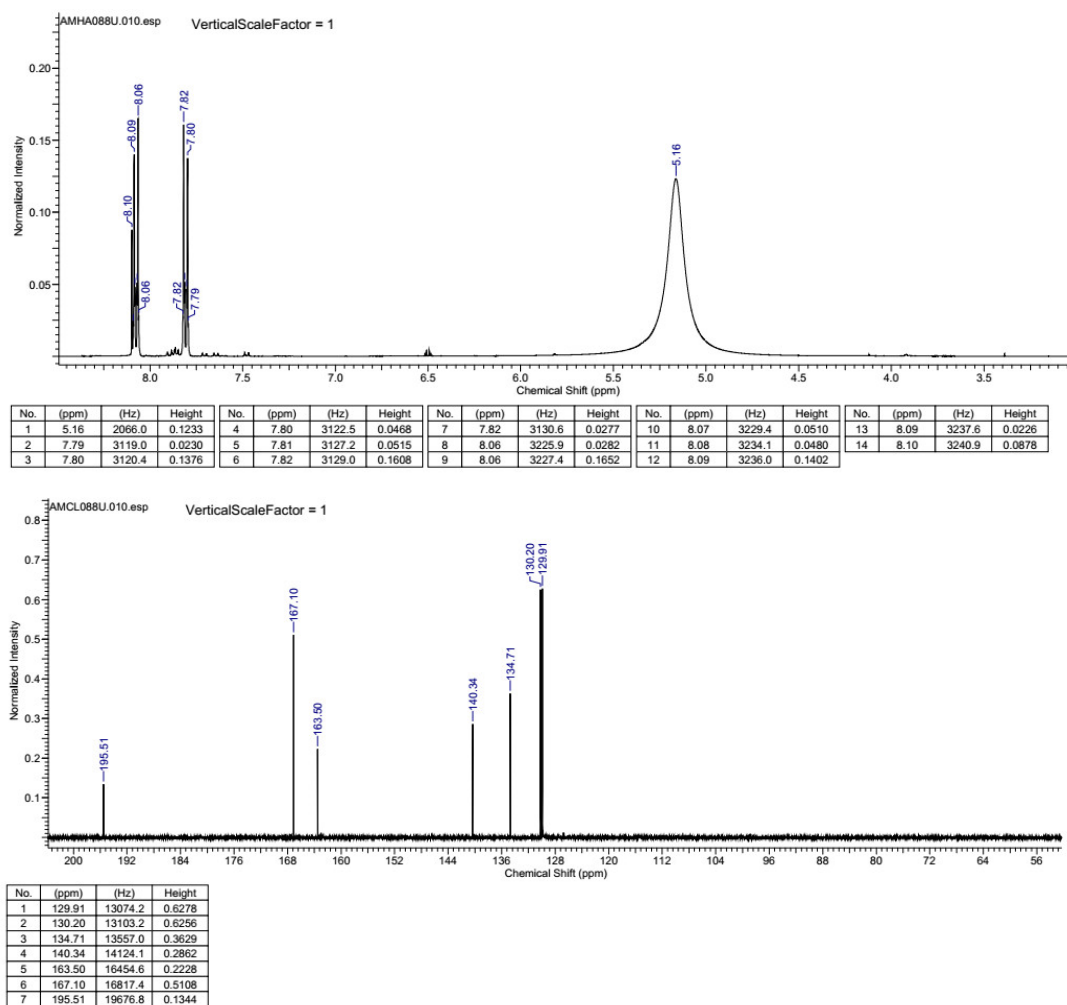 AMHA088U.010.esp VerticalScaleFactor = 1
0.20
0.15
0.10
0.05
Normalized Intensity
8.10
8.09
8.06
8.06
7.82
7.82
7.80
7.79
5.16
8.0 7.5 7.0 6.5 6.0 5.5 5.0 4.5 4.0 3.5
Chemical Shift (ppm)
No. (ppm) (Hz) Height No. (ppm) (Hz) Height No. (ppm) (Hz) Height No. (ppm) (Hz) Height No. (ppm) (Hz) Height
1 5.16 2066.0 0.1233 4 7.80 3122.5 0.0468 7 7.82 3130.6 0.0277 10 8.07 3229.4 0.0510 13 8.09 3237.6 0.0226
2 7.79 3119.0 0.0230 5 7.81 3127.2 0.0515 8 8.06 3225.9 0.0282 11 8.08 3234.1 0.0480 14 8.10 3240.9 0.0878
3 7.80 3120.4 0.1376 6 7.82 3129.0 0.1608 9 8.06 3227.4 0.1652 12 8.09 3236.0 0.1402
AMCL088U.010.esp VerticalScaleFactor = 1
0.8
0.7
0.6
0.5
0.4
0.3
0.2
0.1
Normalized Intensity
195.51
167.10
163.50
140.34
134.71
130.20
129.91
200 192 184 176 168 160 152 144 136 128 120 112 104 96 88 80 72 64 56
Chemical Shift (ppm)
No. (ppm) (Hz) Height
1 129.91 13074.2 0.6278
2 130.20 13103.2 0.6256
3 134.71 13557.0 0.3629
4 140.34 14124.1 0.2862
5 163.50 16454.6 0.2228
6 167.10 16817.4 0.5108
7 195.51 19676.8 0.1344